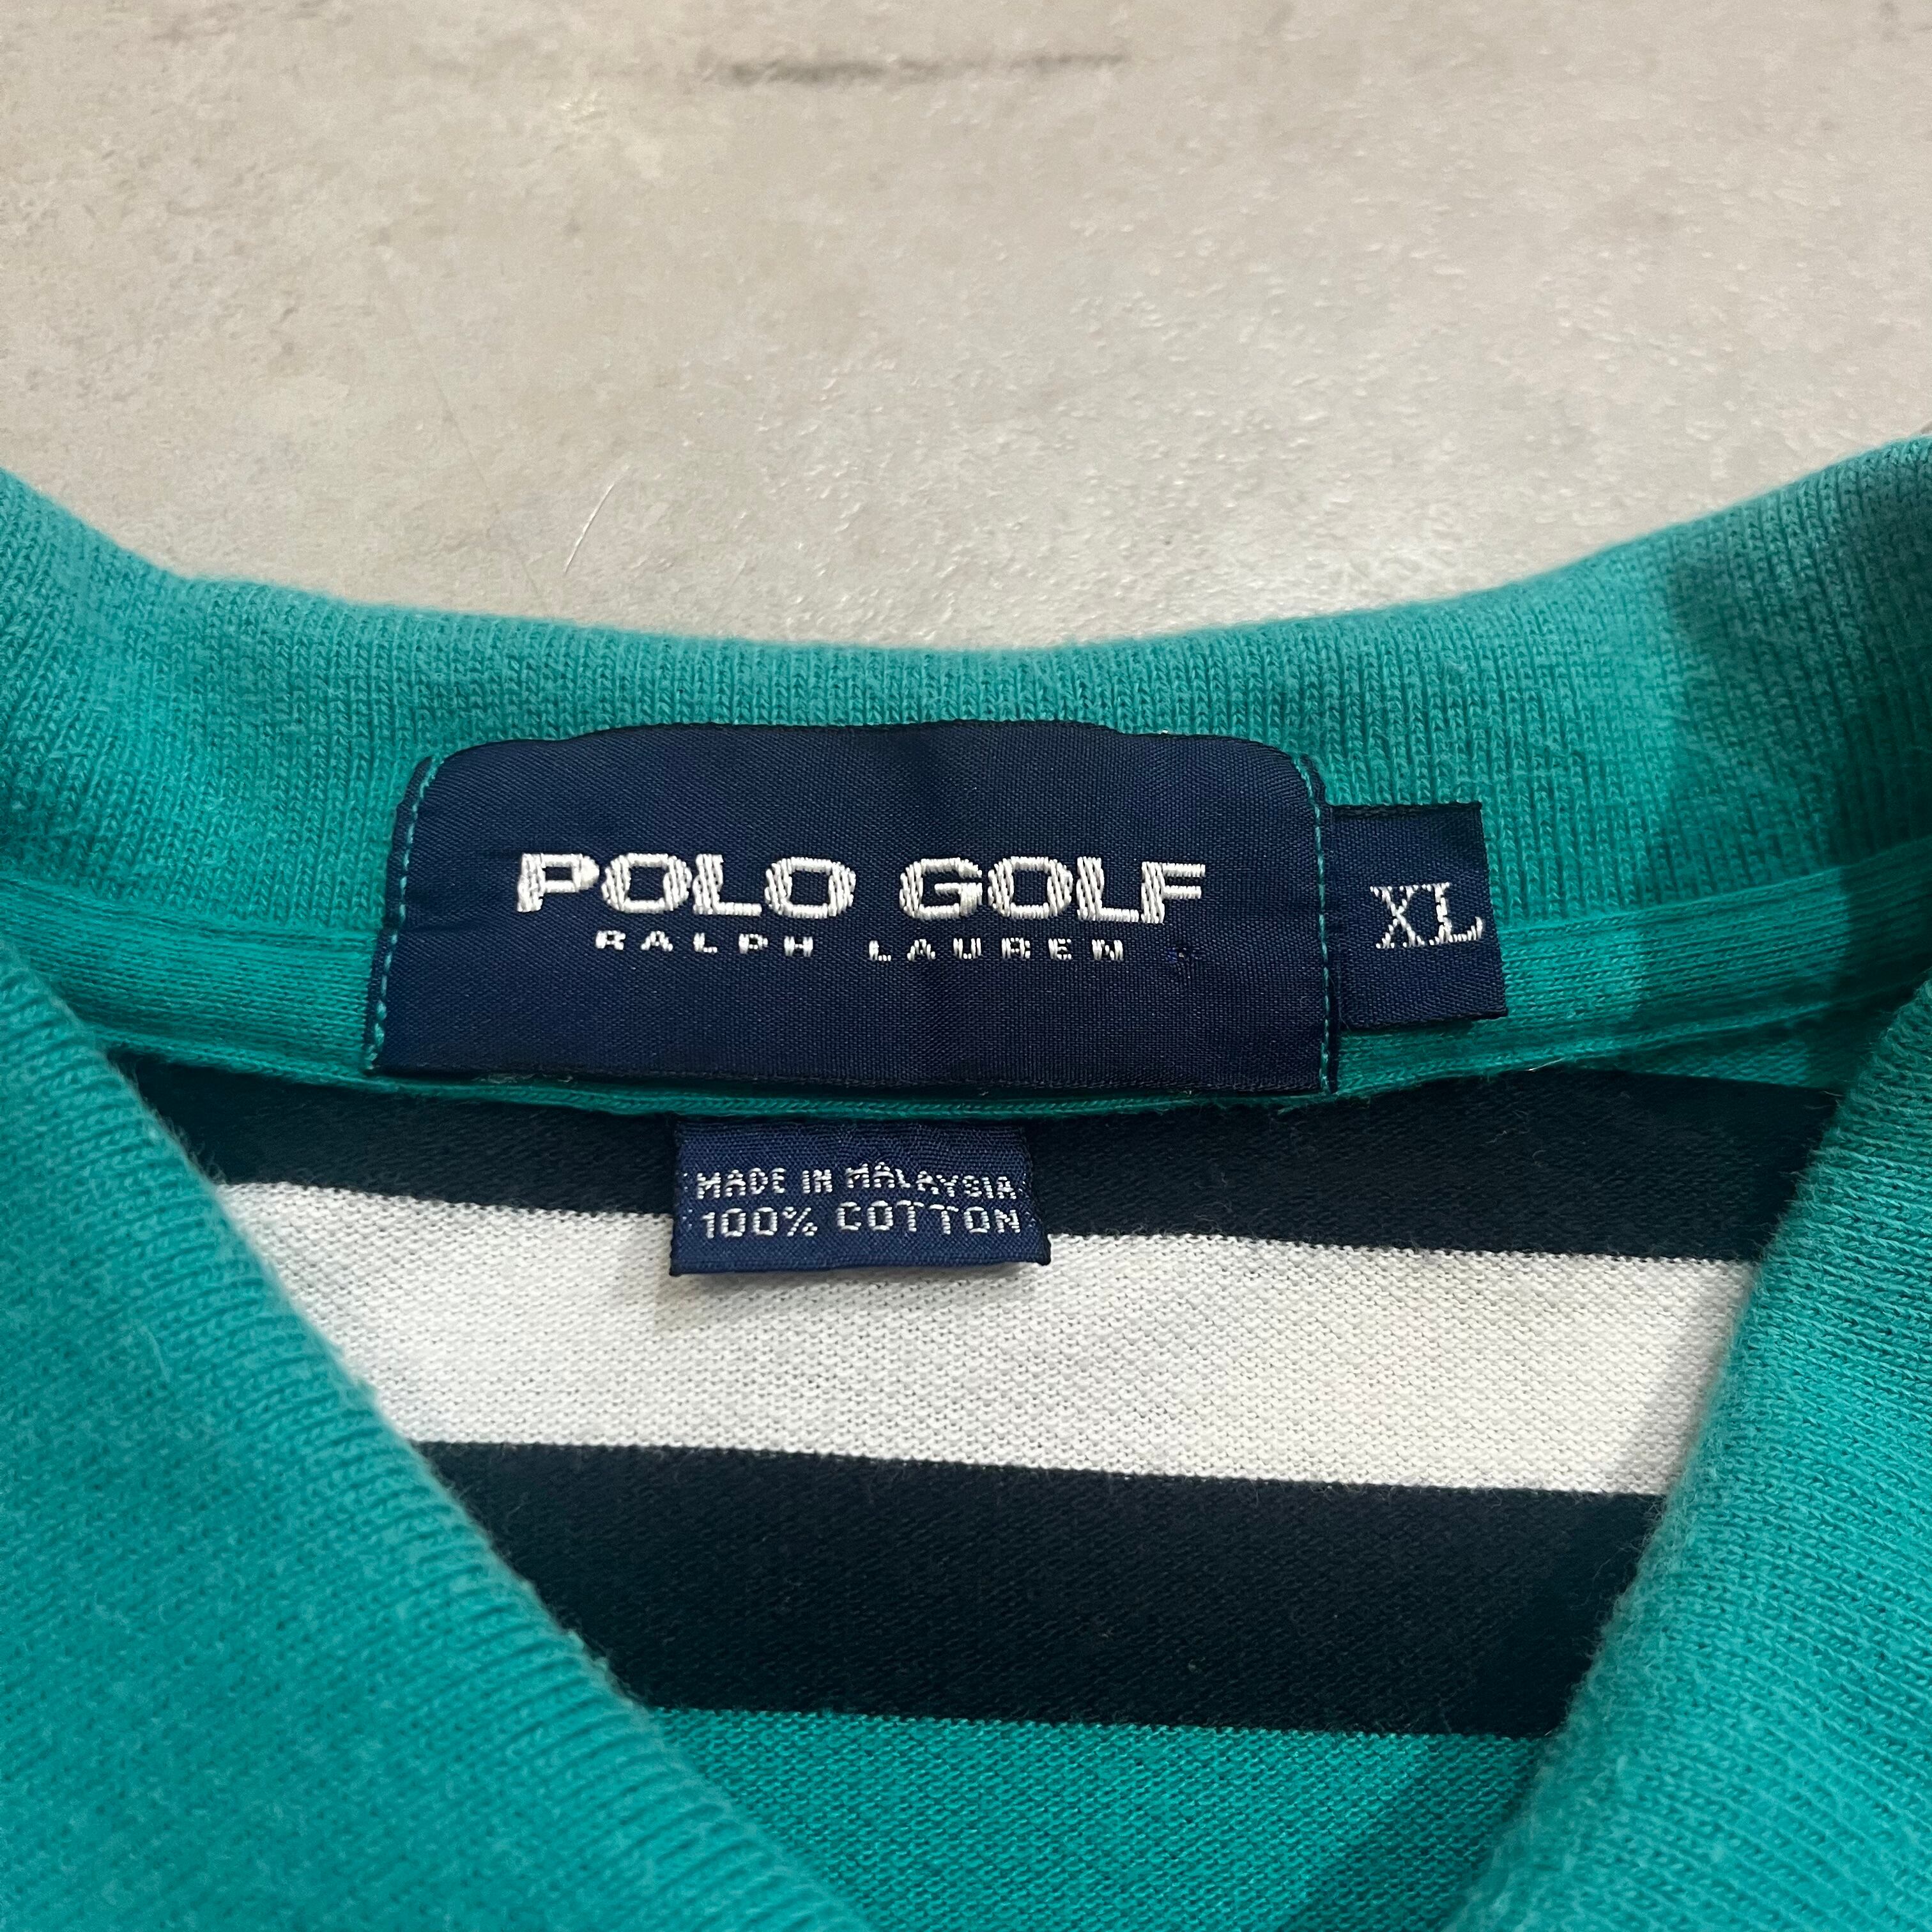 POLO GOLF
RALPH LAUREN
XL
MADE IN MALAYSIA
100% COTTON